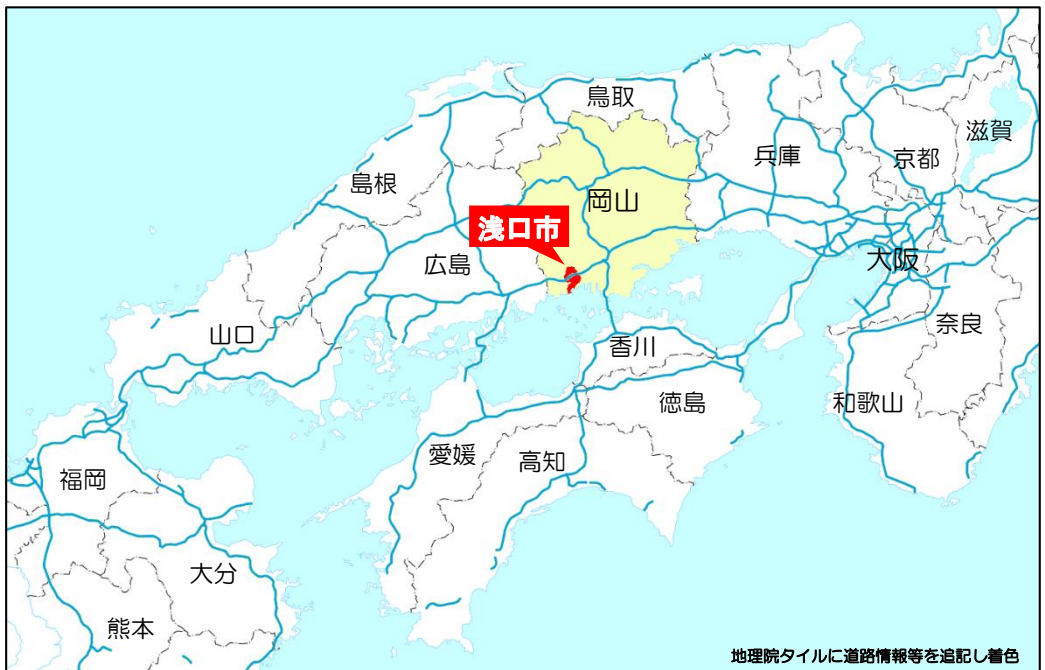 鳥取
滋賀
京都
兵庫
島根
岡山
浅口市
広島
大阪
奈良
山口
香川
徳島
和歌山
愛媛
高知
福岡
大分
熊本
地理院タイルに道路情報等を追記し着色